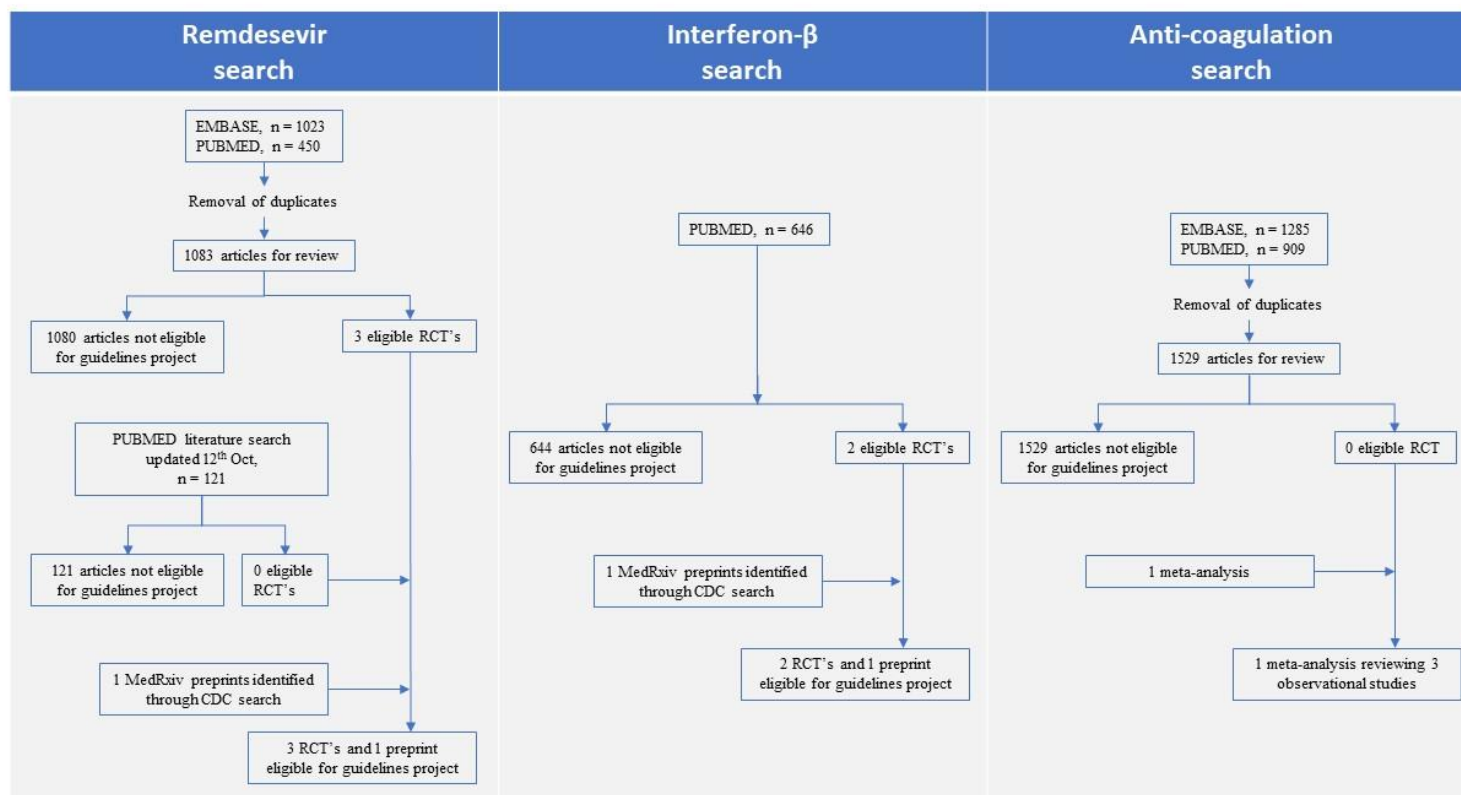 Remdesevir
search
EMBASE, n = 1023
PUBMED, n = 450
Removal of duplicates
1083 articles for review
1080 articles not eligible
for guidelines project
3 eligible RCT’s
PUBMED literature search
updated 12th Oct,
n = 121
121 articles not eligible
for guidelines project
0 eligible
RCT’s
1 MedRxiv preprints identified
through CDC search
3 RCT’s and 1 preprint
eligible for guidelines project
Interferon-β
search
PUBMED, n = 646
644 articles not eligible
for guidelines project
2 eligible RCT’s
1 MedRxiv preprints identified
through CDC search
2 RCT’s and 1 preprint
eligible for guidelines project
Anti-coagulation
search
EMBASE, n = 1285
PUBMED, n = 909
Removal of duplicates
1529 articles for review
1529 articles not eligible
for guidelines project
0 eligible RCT
1 meta-analysis
1 meta-analysis reviewing 3
observational studies